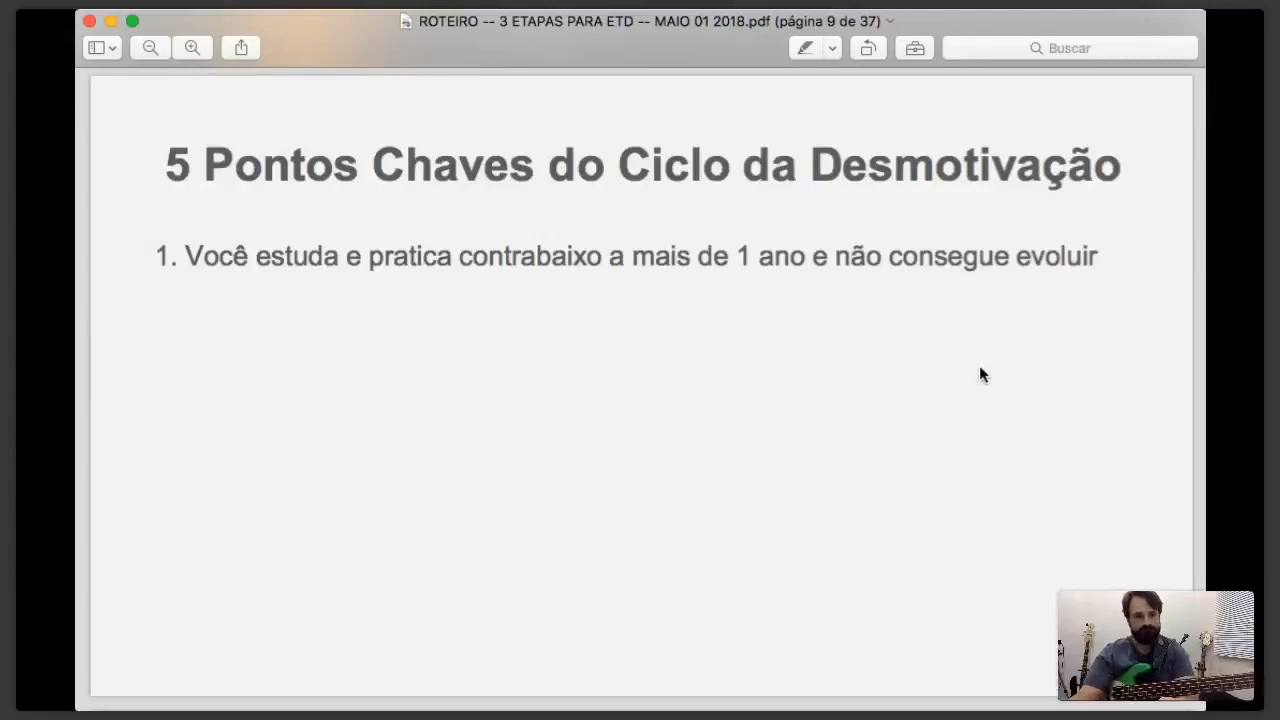 ROTEIRO -- 3 ETAPAS PARA ETD -- MAIO 01 2018.pdf (página 9 de 37)
Buscar
5 Pontos Chaves do Ciclo da Desmotivação
1. Você estuda e pratica contrabaixo a mais de 1 ano e não consegue evoluir